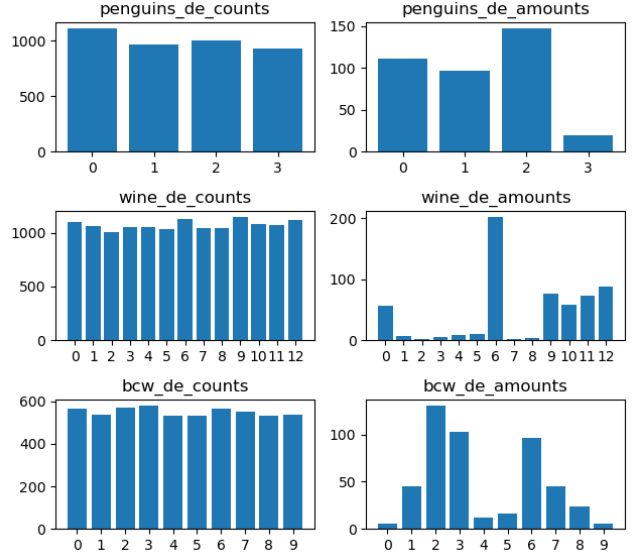 penguins_de_counts
1000
500
0
0 1 2 3
penguins_de_amounts
150
100
50
0
0 1 2 3
wine_de_counts
1000
500
0
0 1 2 3 4 5 6 7 8 9 10 11 12
wine_de_amounts
200
100
0
0 1 2 3 4 5 6 7 8 9 10 11 12
bcw_de_counts
600
400
200
0
0 1 2 3 4 5 6 7 8 9
bcw_de_amounts
100
50
0
0 1 2 3 4 5 6 7 8 9